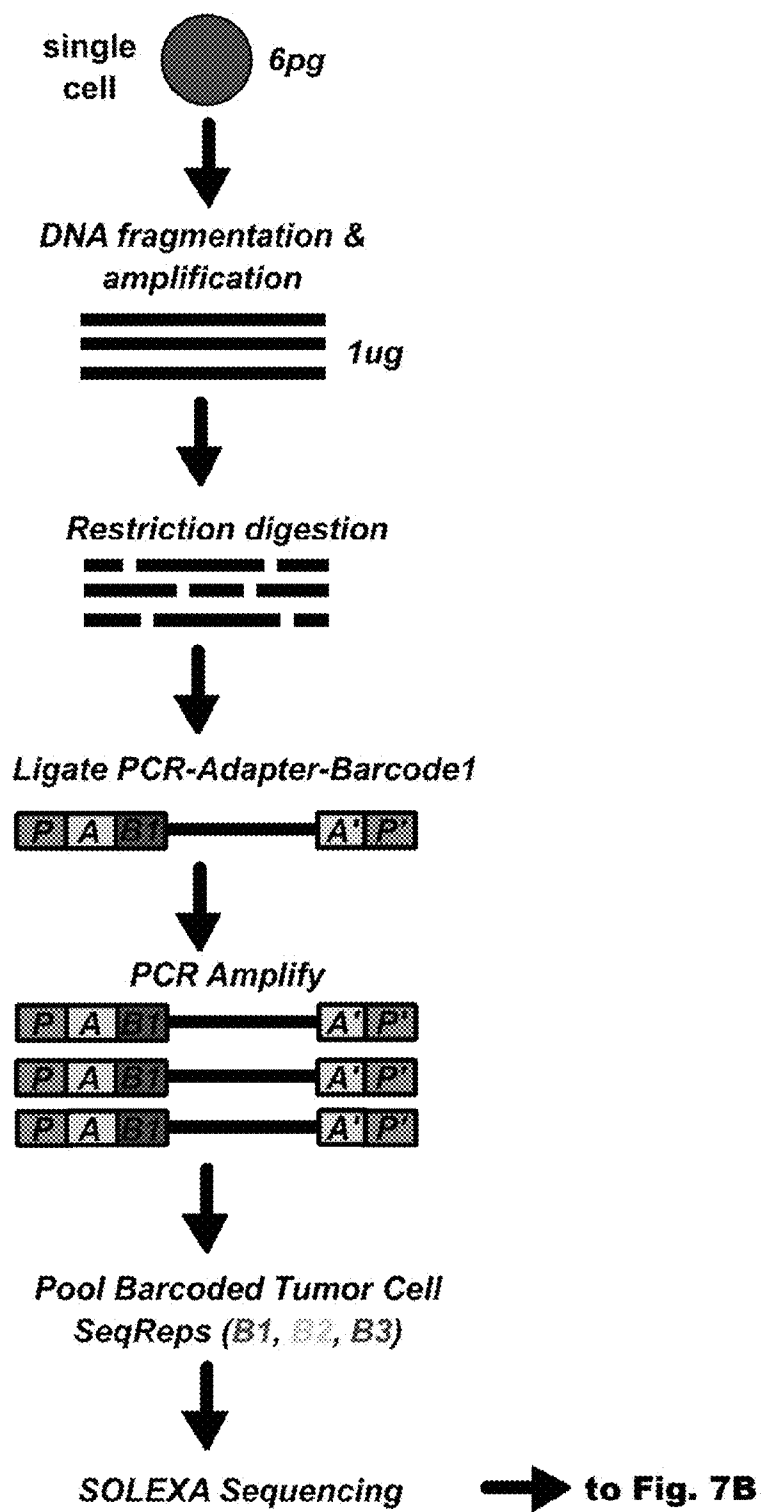 single
cell
6pg
DNA fragmentation &
amplification
1ug
Restriction digestion
Ligate PCR-Adapter-Barcode1
P A B1 A' P'
PCR Amplify
P A B1 A' P'
P A B1 A' P'
P A B1 A' P'
Pool Barcoded Tumor Cell
SeqReps (B1, B2, B3)
SOLEXA Sequencing
to Fig. 7B